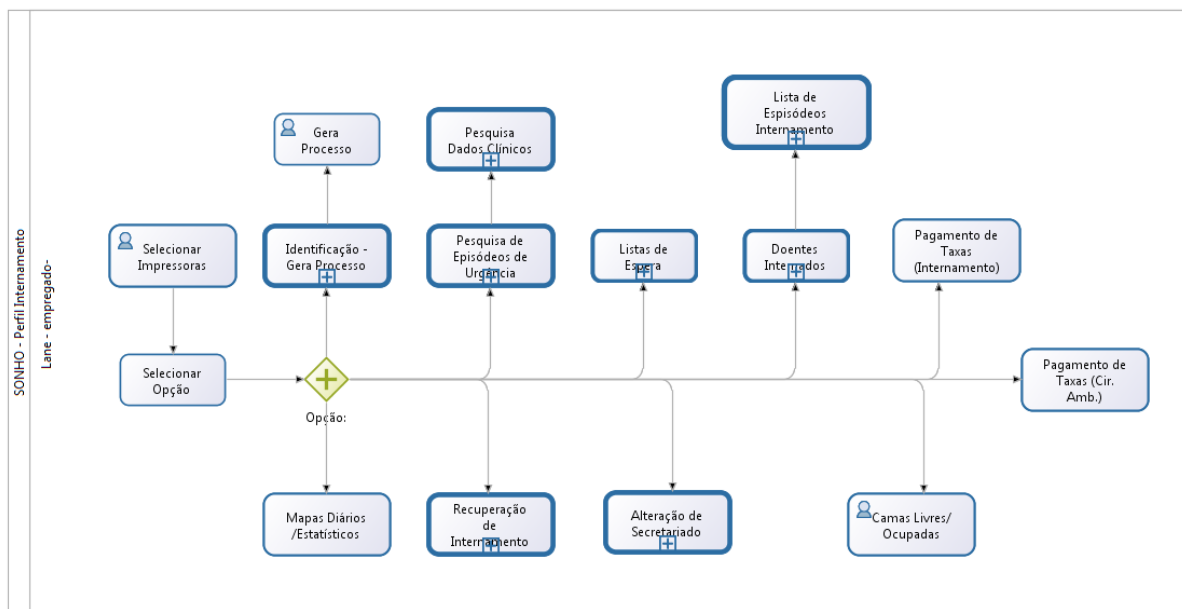 SONHO - Perfil Internamento
Lane - empregado-
Gera
Processo
Pesquisa
Dados Clínicos
Lista de
Espisódeos
Internamento
Selecionar
Impressoras
Identificação -
Gera Processo
Pesquisa de
Episódeos de
Urgência
Listas de
Espera
Doentes
Internados
Pagamento de
Taxas
(Internamento)
Selecionar
Opção
Opção:
Pagamento de
Taxas (Cir.
Amb.)
Mapas Diários
/Estatísticos
Recuperação
de
Internamento
Alteração de
Secretariado
Camas Livres/
Ocupadas